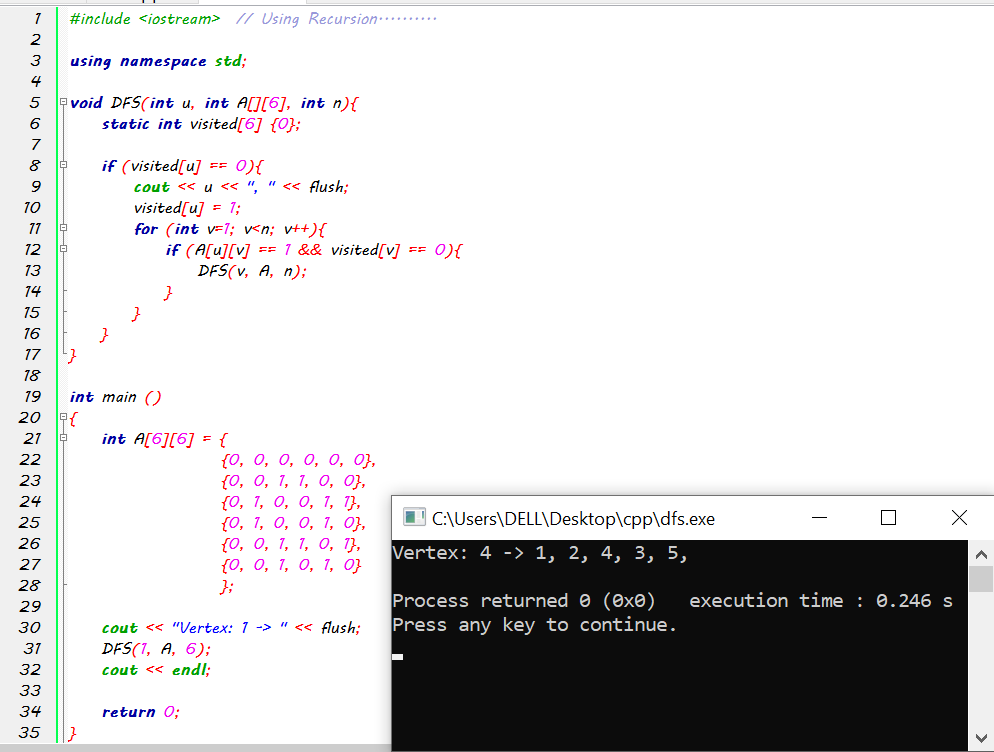 1 #include <iostream> // Using Recursion..........
2
3 using namespace std;
4
5 void DFS(int u, int A[][6], int n){
6 static int visited[6] {0};
7
8 if (visited[u] == 0){
9 cout << u << ", " << flush;
10 visited[u] = 1;
11 for (int v=1; v<n; v++){
12 if (A[u][v] == 1 && visited[v] == 0){
13 DFS(v, A, n);
14 }
15 }
16 }
17 }
18
19 int main ()
20 {
21 int A[6][6] = {
22 {0, 0, 0, 0, 0, 0},
23 {0, 0, 1, 1, 0, 0},
24 {0, 1, 0, 0, 1, 1},
25 {0, 1, 0, 0, 1, 0},
26 {0, 0, 1, 1, 0, 1},
27 {0, 0, 1, 0, 1, 0}
28 };
29
30 cout << "Vertex: 1 -> " << flush;
31 DFS(1, A, 6);
32 cout << endl;
33
34 return 0;
35 }
C:\Users\DELL\Desktop\cpp\dfs.exe
Vertex: 4 -> 1, 2, 4, 3, 5,
Process returned 0 (0x0) execution time : 0.246 s
Press any key to continue.